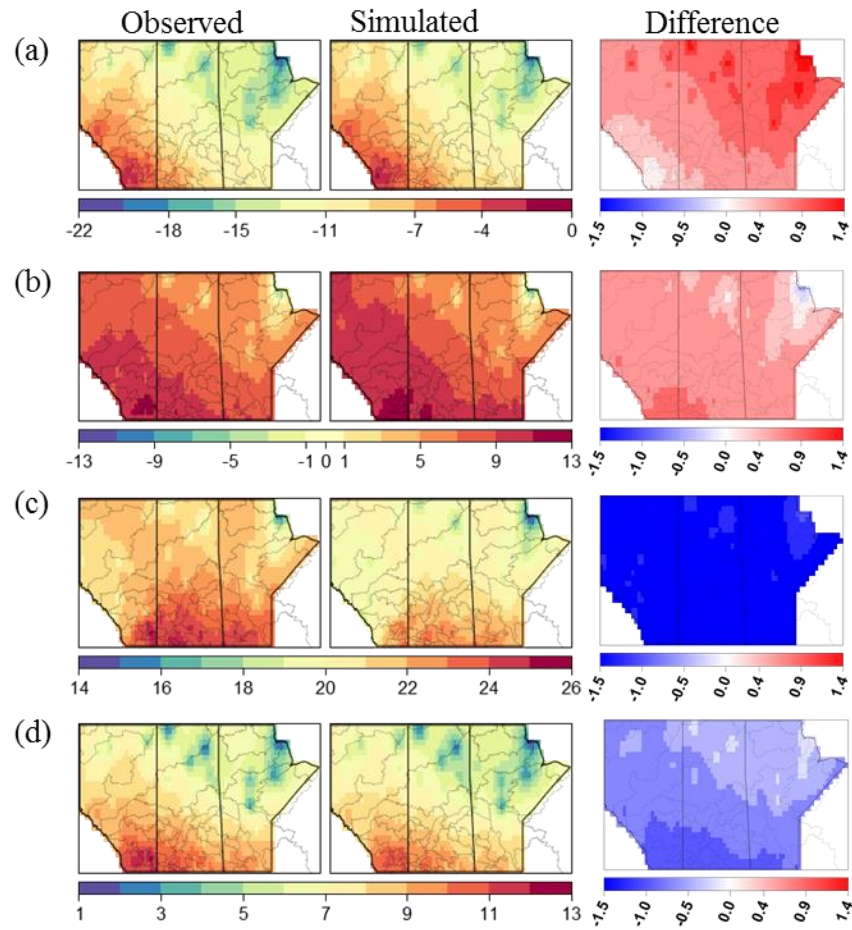 Observed Simulated Difference
(a)
-22 -18 -15 -11 -7 -4 0
-1.5 -1.0 -0.5 0.0 0.4 0.9 1.4
(b)
-13 -9 -5 -1 0 1 5 9 13
-1.5 -1.0 -0.5 0.0 0.4 0.9 1.4
(c)
14 16 18 20 22 24 26
-1.5 -1.0 -0.5 0.0 0.4 0.9 1.4
(d)
1 3 5 7 9 11 13
-1.5 -1.0 -0.5 0.0 0.4 0.9 1.4